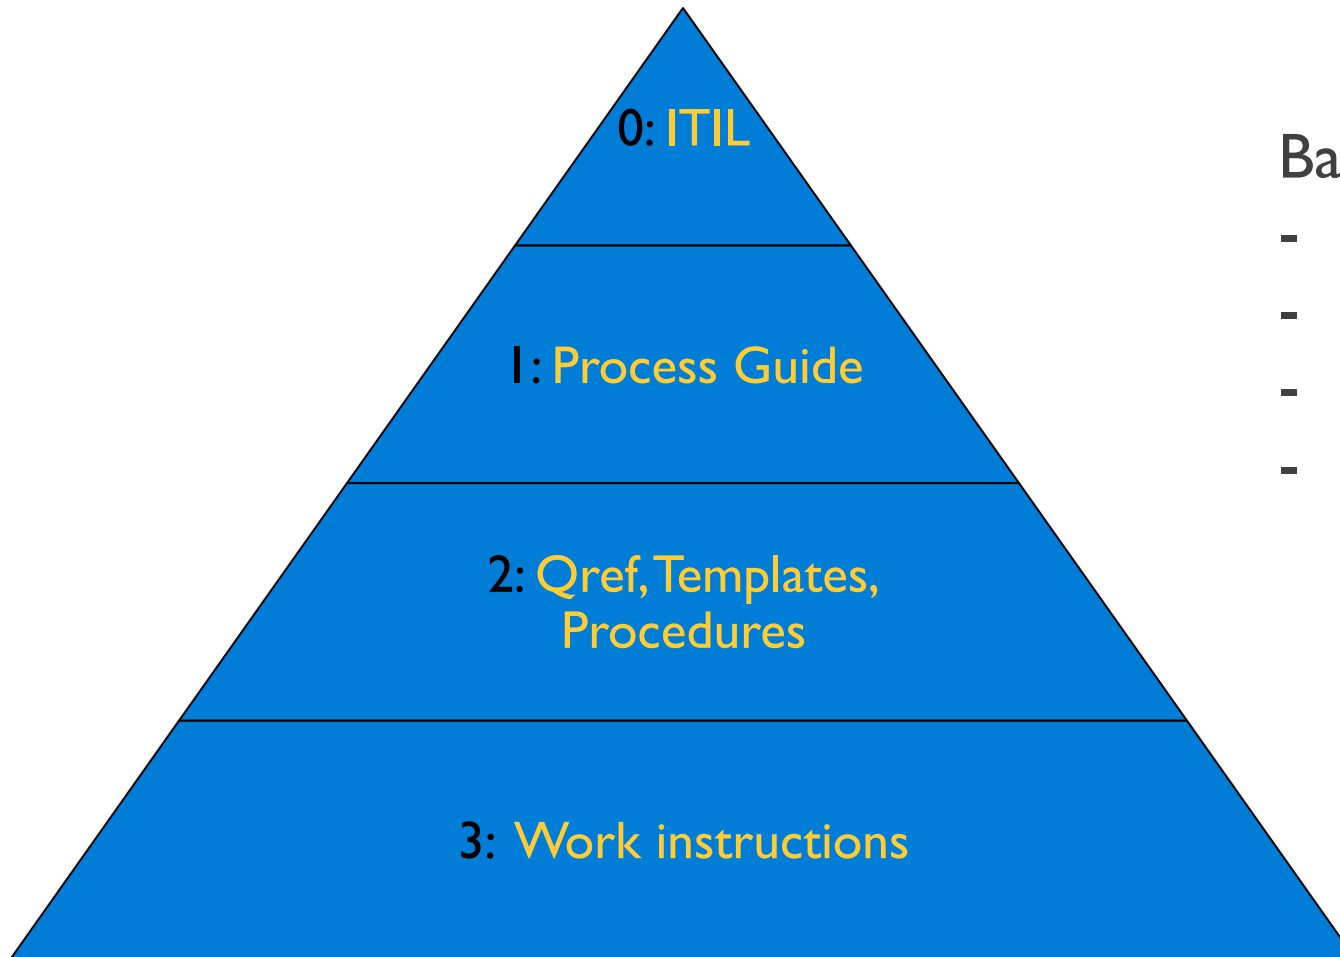 0: ITIL
1: Process Guide
2: Qref, Templates,
Procedures
3: Work instructions
Ba
-
-
-
-